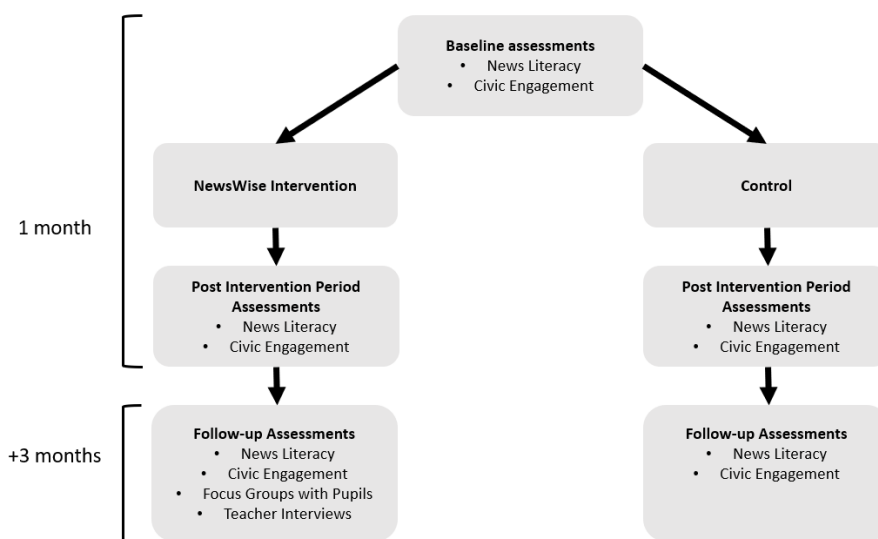 Baseline assessments
• News Literacy
• Civic Engagement
NewsWise Intervention
Control
1 month
Post Intervention Period
Assessments
• News Literacy
• Civic Engagement
Post Intervention Period
Assessments
• News Literacy
• Civic Engagement
+3 months
Follow-up Assessments
• News Literacy
• Civic Engagement
• Focus Groups with Pupils
• Teacher Interviews
Follow-up Assessments
• News Literacy
• Civic Engagement